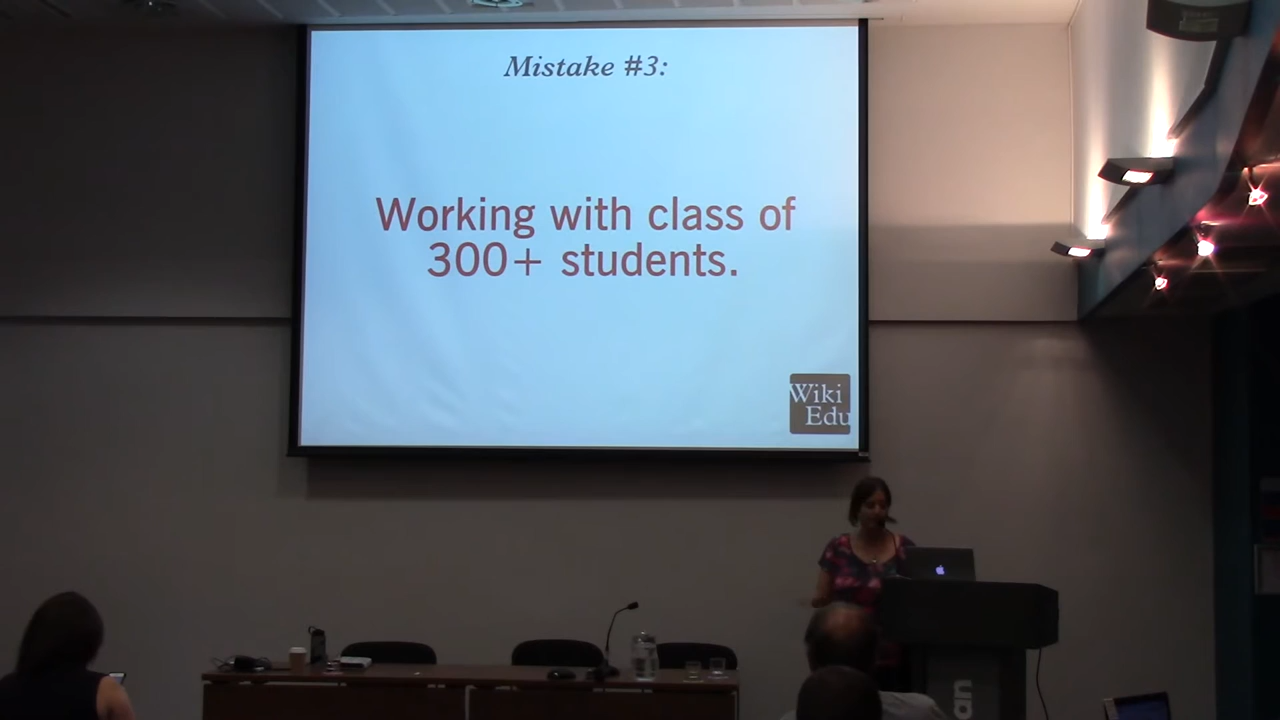 Mistake #3:
Working with class of
300+ students.
Wiki
Edu